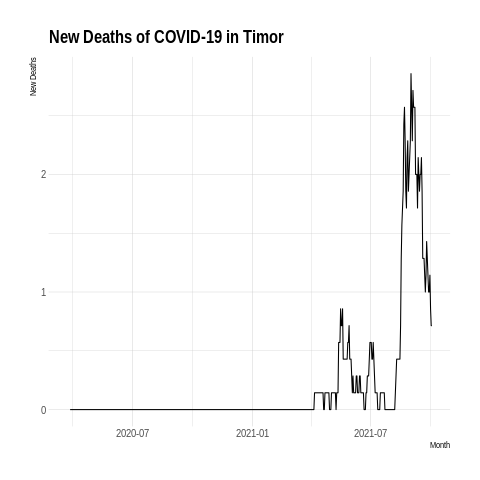 New Deaths of COVID-19 in Timor
New Deaths
2
1
0
2020-07 2021-01 2021-07
Month